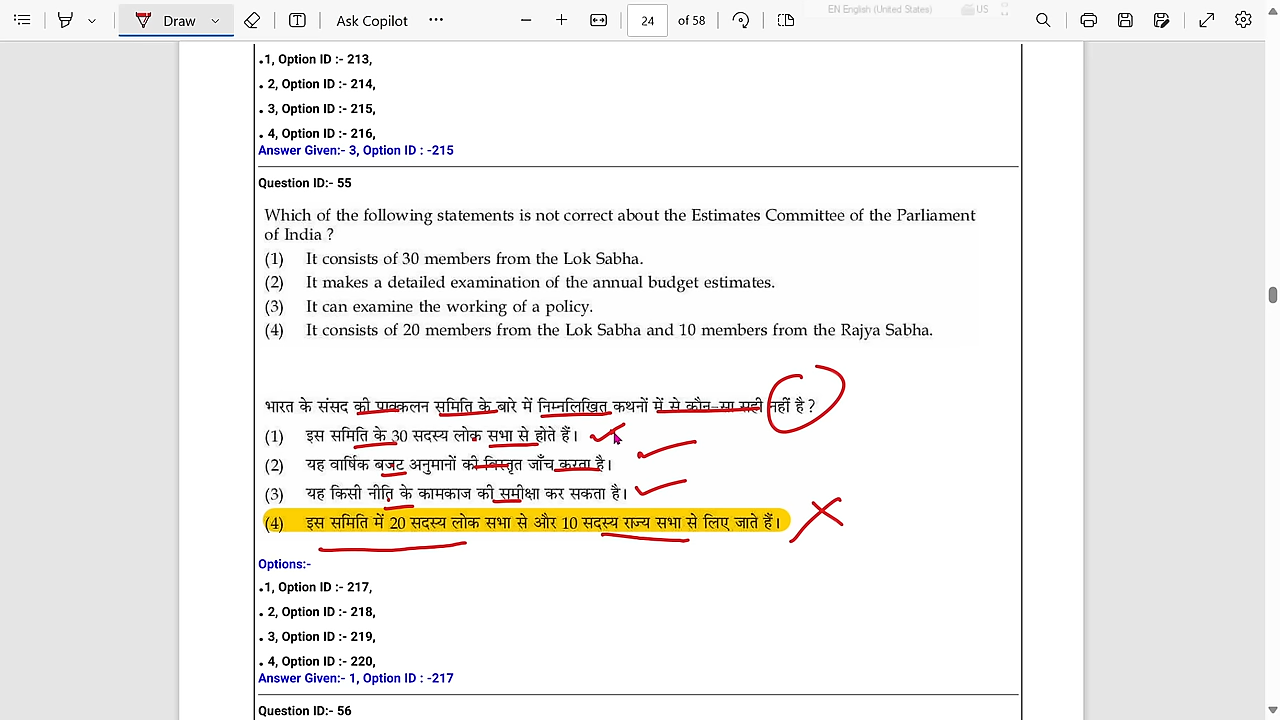 Draw
Ask Copilot
24 of 58
EN English (United States)
US
.1, Option ID :- 213,
. 2, Option ID :- 214,
. 3, Option ID :- 215,
. 4, Option ID :- 216,
Answer Given:- 3, Option ID : -215
Question ID:- 55
Which of the following statements is not correct about the Estimates Committee of the Parliament
of India ?
(1) It consists of 30 members from the Lok Sabha.
(2) It makes a detailed examination of the annual budget estimates.
(3) It can examine the working of a policy.
(4) It consists of 20 members from the Lok Sabha and 10 members from the Rajya Sabha.
भारत के संसद की प्राक्कलन समिति के बारे में निम्नलिखित कथनों में से कौन-सा सही नहीं है ?
(1) इस समिति के 30 सदस्य लोक सभा से होते हैं।
(2) यह वार्षिक बजट अनुमानों की विस्तृत जाँच करता है।
(3) यह किसी नीति के कामकाज की समीक्षा कर सकता है।
(4) इस समिति में 20 सदस्य लोक सभा से और 10 सदस्य राज्य सभा से लिए जाते हैं।
Options:-
.1, Option ID :- 217,
. 2, Option ID :- 218,
. 3, Option ID :- 219,
. 4, Option ID :- 220,
Answer Given:- 1, Option ID : -217
Question ID:- 56